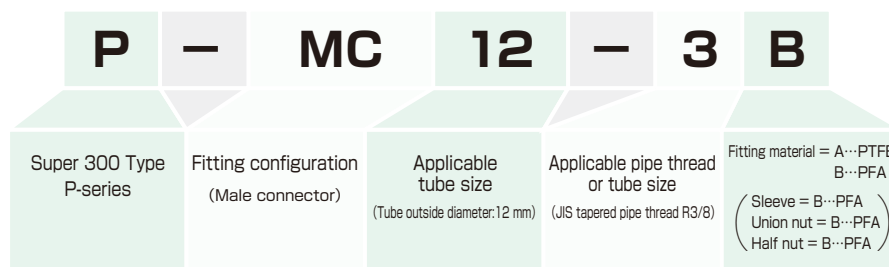 P – MC 12 – 3 B
Super 300 Type
P-series
Fitting configuration
(Male connector)
Applicable
tube size
(Tube outside diameter:12 mm)
Applicable pipe thread
or tube size
(JIS tapered pipe thread R3/8)
Fitting material = A…PTFE
B…PFA
Sleeve = B…PFA
Union nut = B…PFA
Half nut = B…PFA